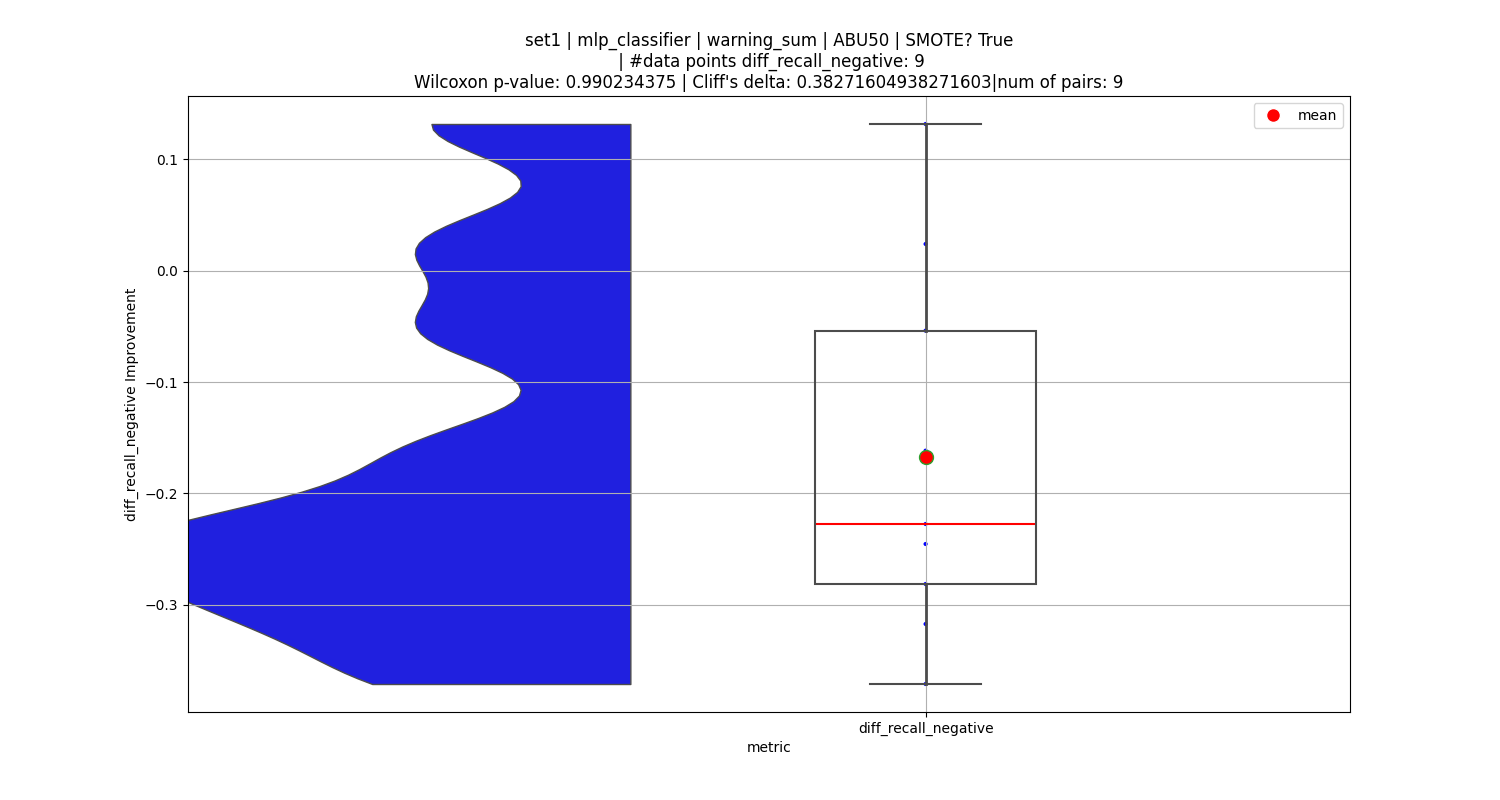 set1 | mlp_classifier | warning_sum | ABU50 | SMOTE? True
| #data points diff_recall_negative: 9
Wilcoxon p-value: 0.990234375 | Cliff's delta: 0.38271604938271603|num of pairs: 9
mean
0.1
0.0
−0.1
−0.2
−0.3
diff_recall_negative Improvement
diff_recall_negative
metric